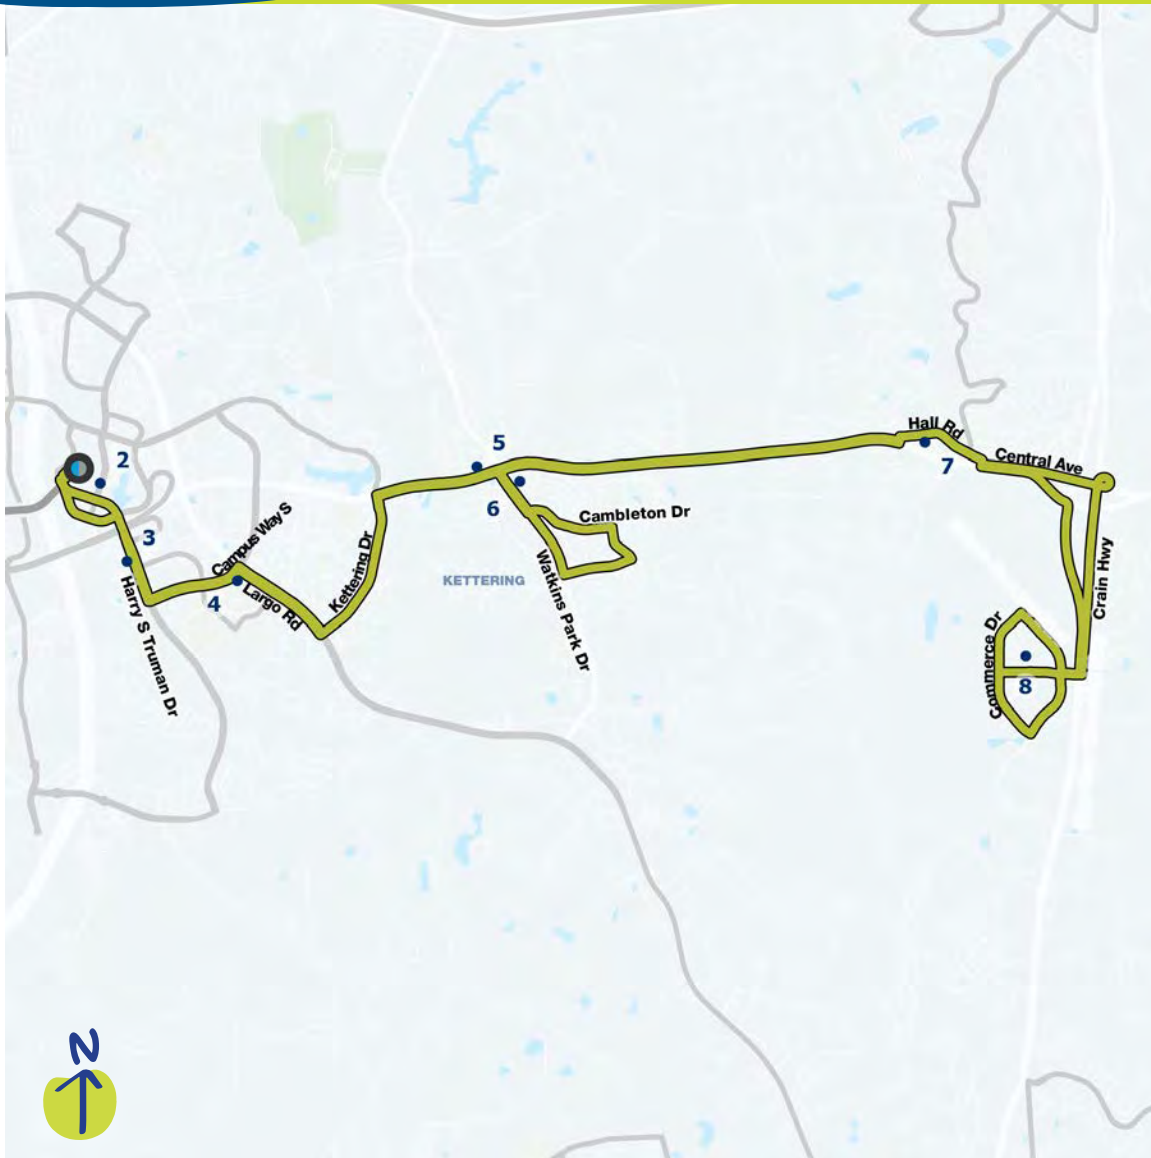 5
Hall Rd
7
Central Ave
2
6
Cambleton Dr
3
Campus Way S
Kettering Dr
4
Largo Rd
KETTERING
Watkins Park Dr
Harry S Truman Dr
Crain Hwy
Commerce Dr
8
N